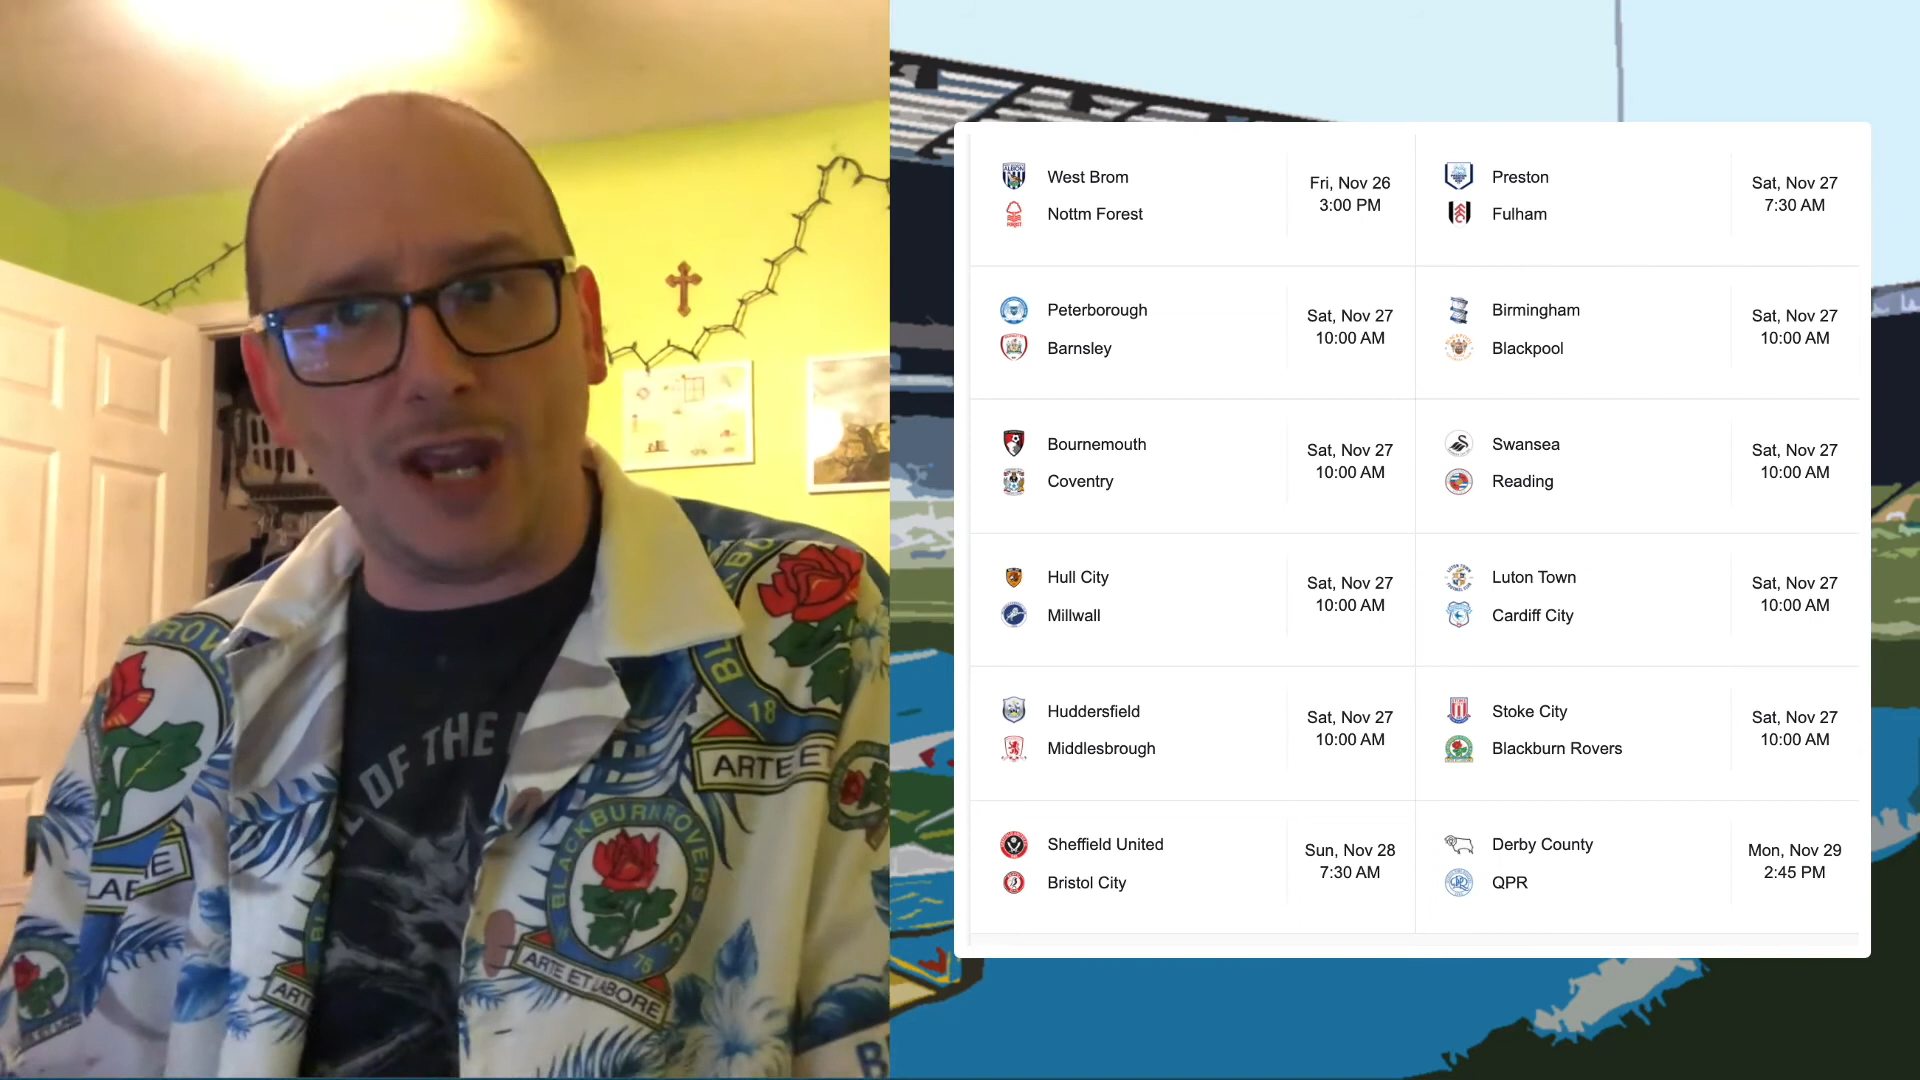 BLACKBURN ROVERS F.C.
18
75
ARTE ET LABORE
ARTE ET
ART
OF THE
West Brom
Nottm Forest
Fri, Nov 26
3:00 PM
Preston
Fulham
Sat, Nov 27
7:30 AM
Peterborough
Barnsley
Sat, Nov 27
10:00 AM
Birmingham
Blackpool
Sat, Nov 27
10:00 AM
Bournemouth
Coventry
Sat, Nov 27
10:00 AM
Swansea
Reading
Sat, Nov 27
10:00 AM
Hull City
Millwall
Sat, Nov 27
10:00 AM
Luton Town
Cardiff City
Sat, Nov 27
10:00 AM
Huddersfield
Middlesbrough
Sat, Nov 27
10:00 AM
Stoke City
Blackburn Rovers
Sat, Nov 27
10:00 AM
Sheffield United
Bristol City
Sun, Nov 28
7:30 AM
Derby County
QPR
Mon, Nov 29
2:45 PM